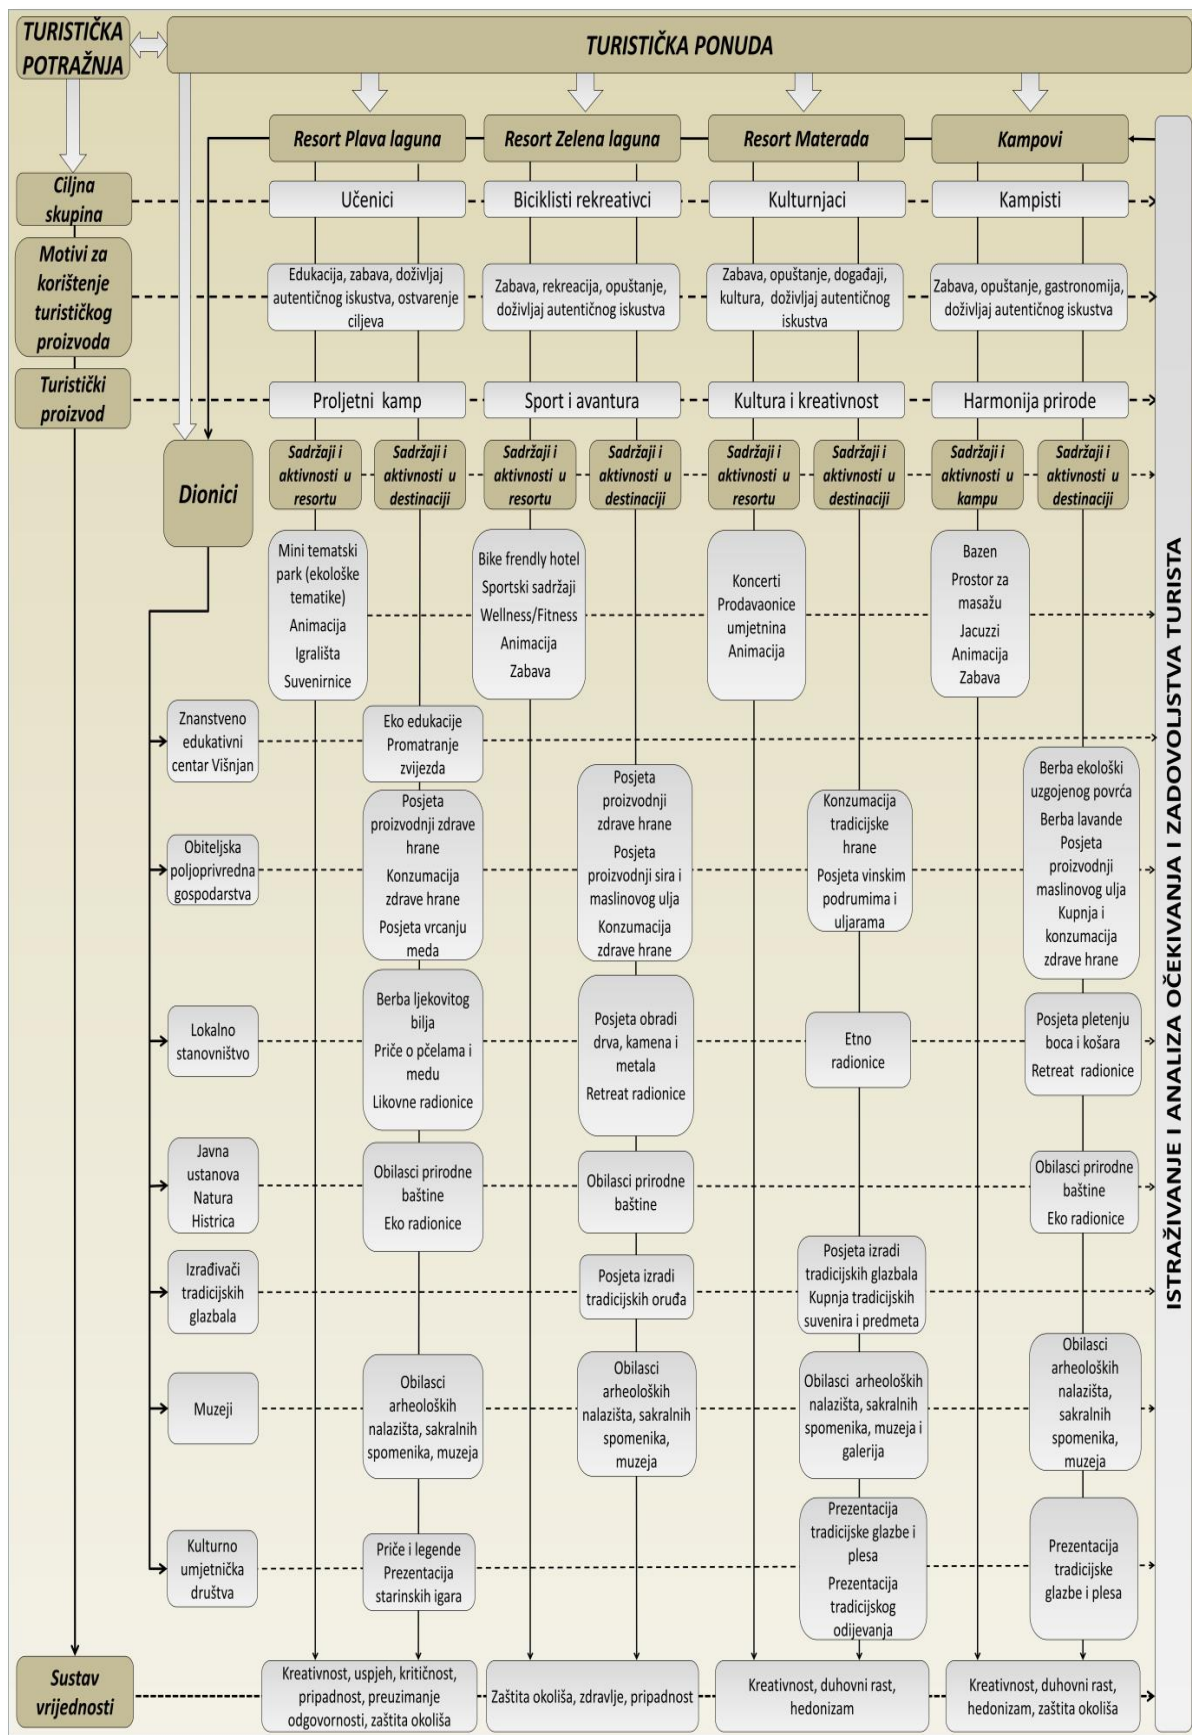 TURISTIČKA
POTRAŽNJA
TURISTIČKA PONUDA
Resort Plava laguna
Resort Zelena laguna
Resort Materada
Kampovi
Ciljna
skupina
Učenici
Biciklisti rekreativci
Kulturnjaci
Kampisti
Motivi za
korištenje
turističkog
proizvoda
Edukacija, zabava, doživljaj
autentičnog iskustva, ostvarenje
ciljeva
Zabava, rekreacija, opuštanje,
doživljaj autentičnog iskustva
Zabava, opuštanje, događaji,
kultura, doživljaj autentičnog
iskustva
Zabava, opuštanje, gastronomija,
doživljaj autentičnog iskustva
Turistički
proizvod
Proljetni kamp
Sport i avantura
Kultura i kreativnost
Harmonija prirode
Dionici
Sadržaji i
aktivnosti u
resortu
Sadržaji i
aktivnosti u
destinaciji
Sadržaji i
aktivnosti u
resortu
Sadržaji i
aktivnosti u
destinaciji
Sadržaji i
aktivnosti u
resortu
Sadržaji i
aktivnosti u
destinaciji
Sadržaji i
aktivnosti u
kampu
Sadržaji i
aktivnosti u
destinaciji
Mini tematski
park (ekološke
tematike)
Animacija
Igrališta
Suvenirnice
Bike frendly hotel
Sportski sadržaji
Wellness/Fitness
Animacija
Zabava
Koncerti
Prodavaonice
umjetnina
Animacija
Bazen
Prostor za
masažu
Jacuzzi
Animacija
Zabava
Znanstveno
edukativni
centar Višnjan
Eko edukacije
Promatranje
zvijezda
Obiteljska
poljoprivredna
gospodarstva
Posjeta
proizvodnji zdrave
hrane
Konzumacija
zdrave hrane
Posjeta vrcanju
meda
Posjeta
proizvodnji
zdrave hrane
Posjeta
proizvodnji sira i
maslinovog ulja
Konzumacija
zdrave hrane
Konzumacija
tradicijske
hrane
Posjeta vinskim
podrumima i
uljarama
Berba ekološki
uzgojenog povrća
Berba lavande
Posjeta
proizvodnji
maslinovog ulja
Kupnja i
konzumacija
zdrave hrane
Lokalno
stanovništvo
Berba ljekovitog
bilja
Priče o pčelama i
medu
Likovne radionice
Posjeta obradi
drva, kamena i
metala
Retreat radionice
Etno
radionice
Posjeta pletenju
boca i košara
Retreat radionice
Javna
ustanova
Natura
Histrica
Obilasci prirodne
baštine
Eko radionice
Obilasci prirodne
baštine
Obilasci prirodne
baštine
Eko radionice
Izrađivači
tradicijskih
glazbala
Posjeta izradi
tradicijskih oruđa
Posjeta izradi
tradicijskih glazbala
Kupnja tradicijskih
suvenira i predmeta
Muzeji
Obilasci
arheoloških
nalazišta, sakralnih
spomenika, muzeja
Obilasci
arheoloških
nalazišta, sakralnih
spomenika,
muzeja
Obilasci arheoloških
nalazišta, sakralnih
spomenika, muzeja i
galerija
Obilasci
arheoloških
nalazišta,
sakralnih
spomenika,
muzeja
Kulturno
umjetnička
društva
Priče i legende
Prezentacija
starinskih igara
Prezentacija
tradicijske glazbe i
plesa
Prezentacija
tradicijskog
odijevanja
Prezentacija
tradicijske
glazbe i plesa
Sustav
vrijednosti
Kreativnost, uspjeh, kritičnost,
pripadnost, preuzimanje
odgovornosti, zaštita okoliša
Zaštita okoliša, zdravlje, pripadnost
Kreativnost, duhovni rast,
hedonizam
Kreativnost, duhovni rast,
hedonizam, zaštita okoliša
ISTRAŽIVANJE I ANALIZA OČEKIVANJA I ZADOVOLJSTVA TURISTA